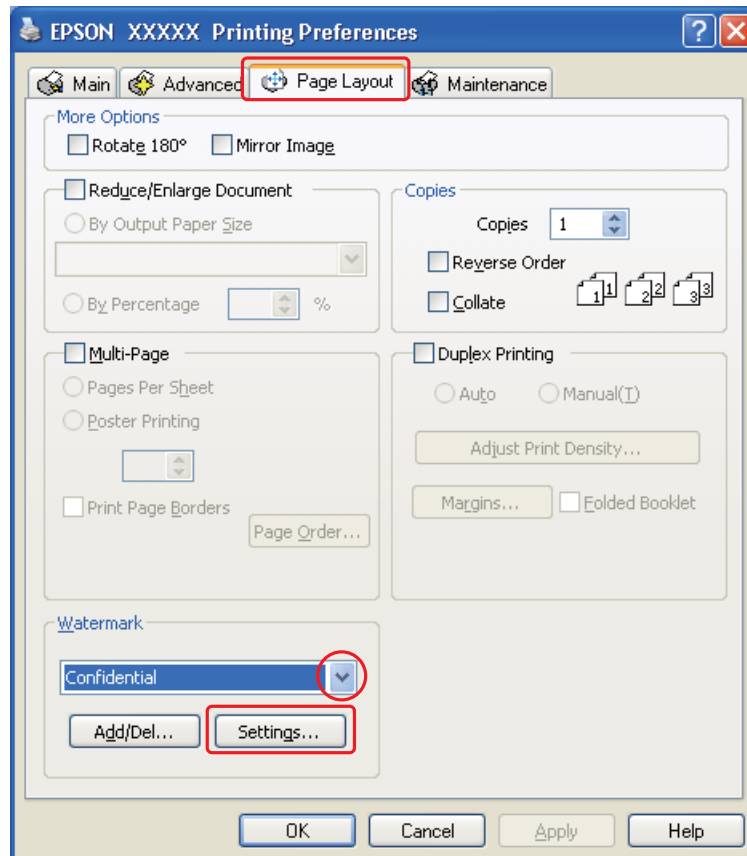 EPSON XXXXX Printing Preferences
Main Advanced Page Layout Maintenance
More Options
Rotate 180° Mirror Image
Reduce/Enlarge Document
By Output Paper Size
By Percentage %
Copies
Copies 1
Reverse Order
Collate
1 1 2 2 3 3
Multi-Page
Pages Per Sheet
Poster Printing
Print Page Borders
Page Order...
Duplex Printing
Auto Manual(T)
Adjust Print Density...
Margins... Folded Booklet
Watermark
Confidential
Add/Del... Settings...
OK Cancel Apply Help